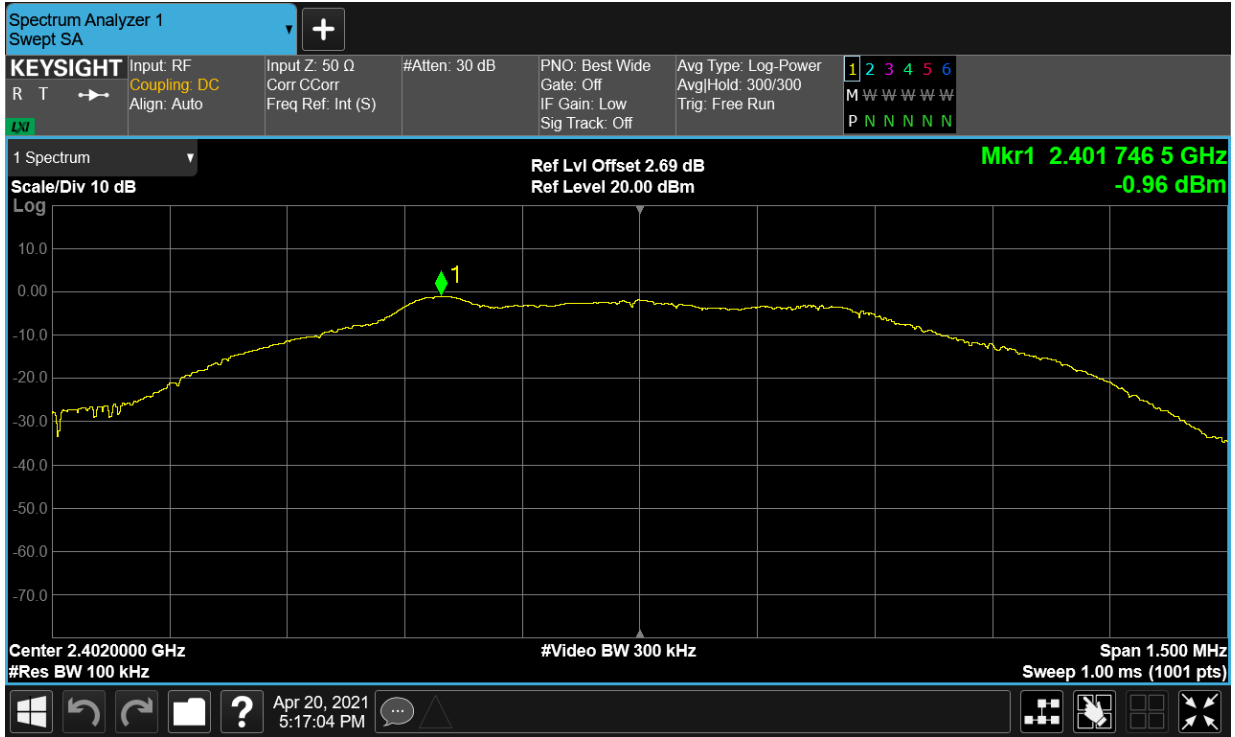 Spectrum Analyzer 1
Swept SA
KEYSIGHT
R T
LXI
Input: RF
Coupling: DC
Align: Auto
Input Z: 50 Ω
Corr CCorr
Freq Ref: Int (S)
#Atten: 30 dB
PNO: Best Wide
Gate: Off
IF Gain: Low
Sig Track: Off
Avg Type: Log-Power
Avg|Hold: 300/300
Trig: Free Run
1 2 3 4 5 6
M W W W W W
P N N N N N
1 Spectrum
Scale/Div 10 dB
Ref Lvl Offset 2.69 dB
Ref Level 20.00 dBm
Mkr1 2.401 746 5 GHz
-0.96 dBm
Log
10.0
0.00
-10.0
-20.0
-30.0
-40.0
-50.0
-60.0
-70.0
1
Center 2.4020000 GHz
#Res BW 100 kHz
#Video BW 300 kHz
Span 1.500 MHz
Sweep 1.00 ms (1001 pts)
?
Apr 20, 2021
5:17:04 PM